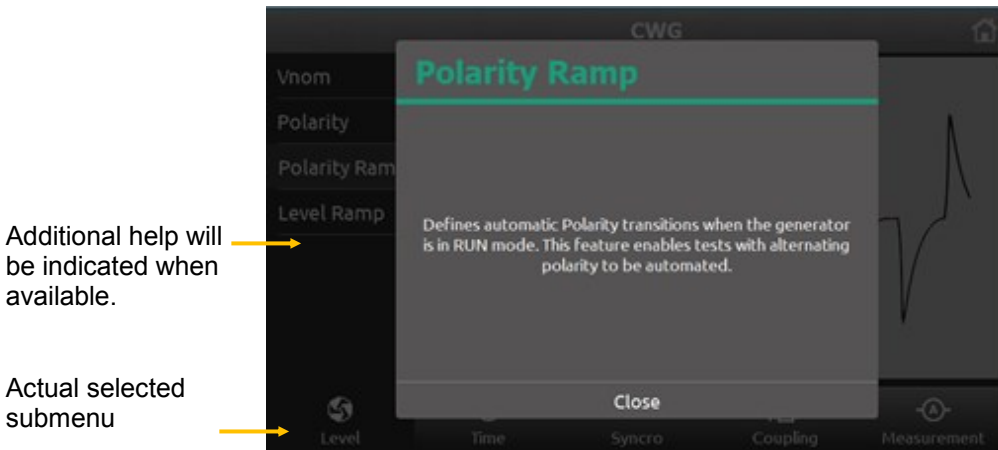 CWG
Vnom
Polarity
Polarity Ram
Level Ramp
Polarity Ramp
Defines automatic Polarity transitions when the generator
is in RUN mode. This feature enables tests with alternating
polarity to be automated.
Close
Level
Time
Syncro
Coupling
Measurement
Additional help will
be indicated when
available.
Actual selected
submenu